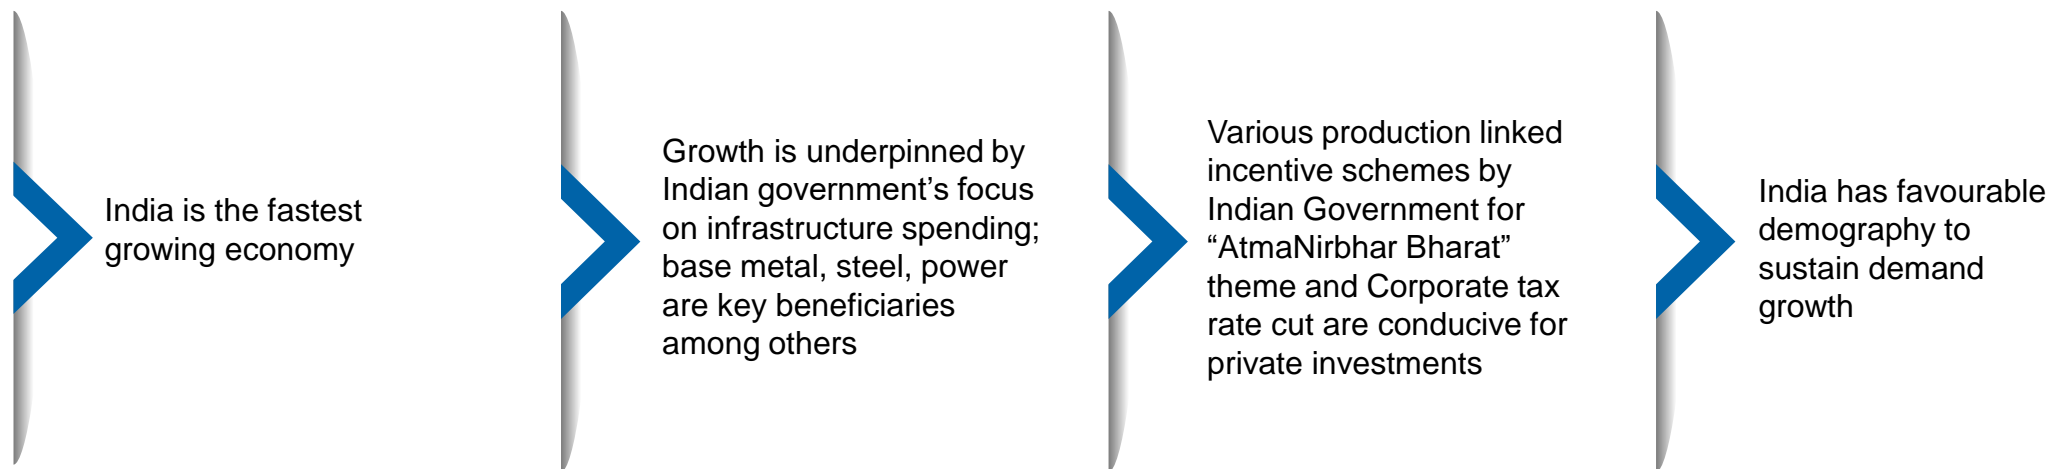 India is the fastest
growing economy
Growth is underpinned by
Indian government’s focus
on infrastructure spending;
base metal, steel, power
are key beneficiaries
among others
Various production linked
incentive schemes by
Indian Government for
“AtmaNirbhar Bharat”
theme and Corporate tax
rate cut are conducive for
private investments
India has favourable
demography to
sustain demand
growth